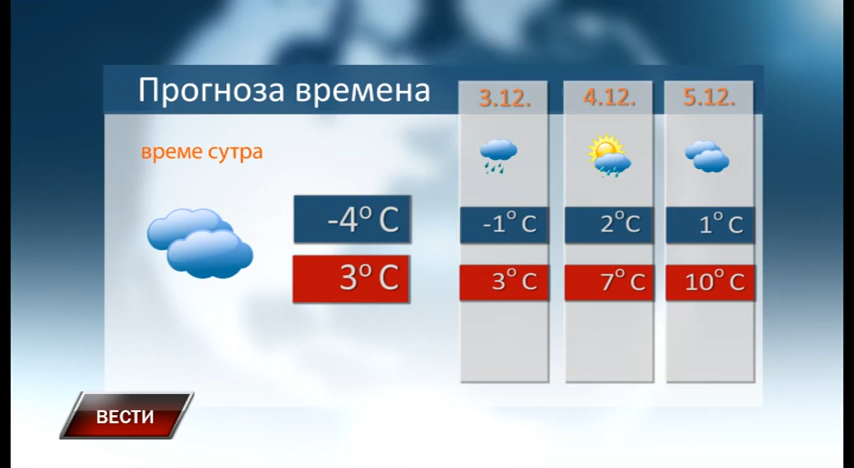 Прогноза времена
време сутра
-4° C
3° C
3.12.
-1° C
3° C
4.12.
2°C
7° C
5.12.
1° C
10° C
ВЕСТИ